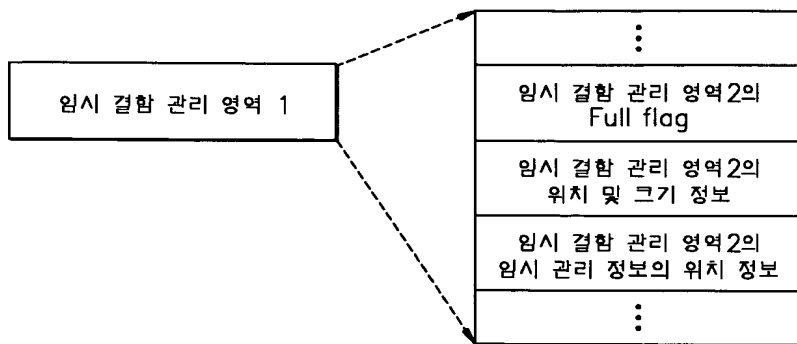 임시 결함 관리 영역 1
⋮
임시 결함 관리 영역2의
Full flag
임시 결함 관리 영역2의
위치 및 크기 정보
임시 결함 관리 영역2의
임시 관리 정보의 위치 정보
⋮